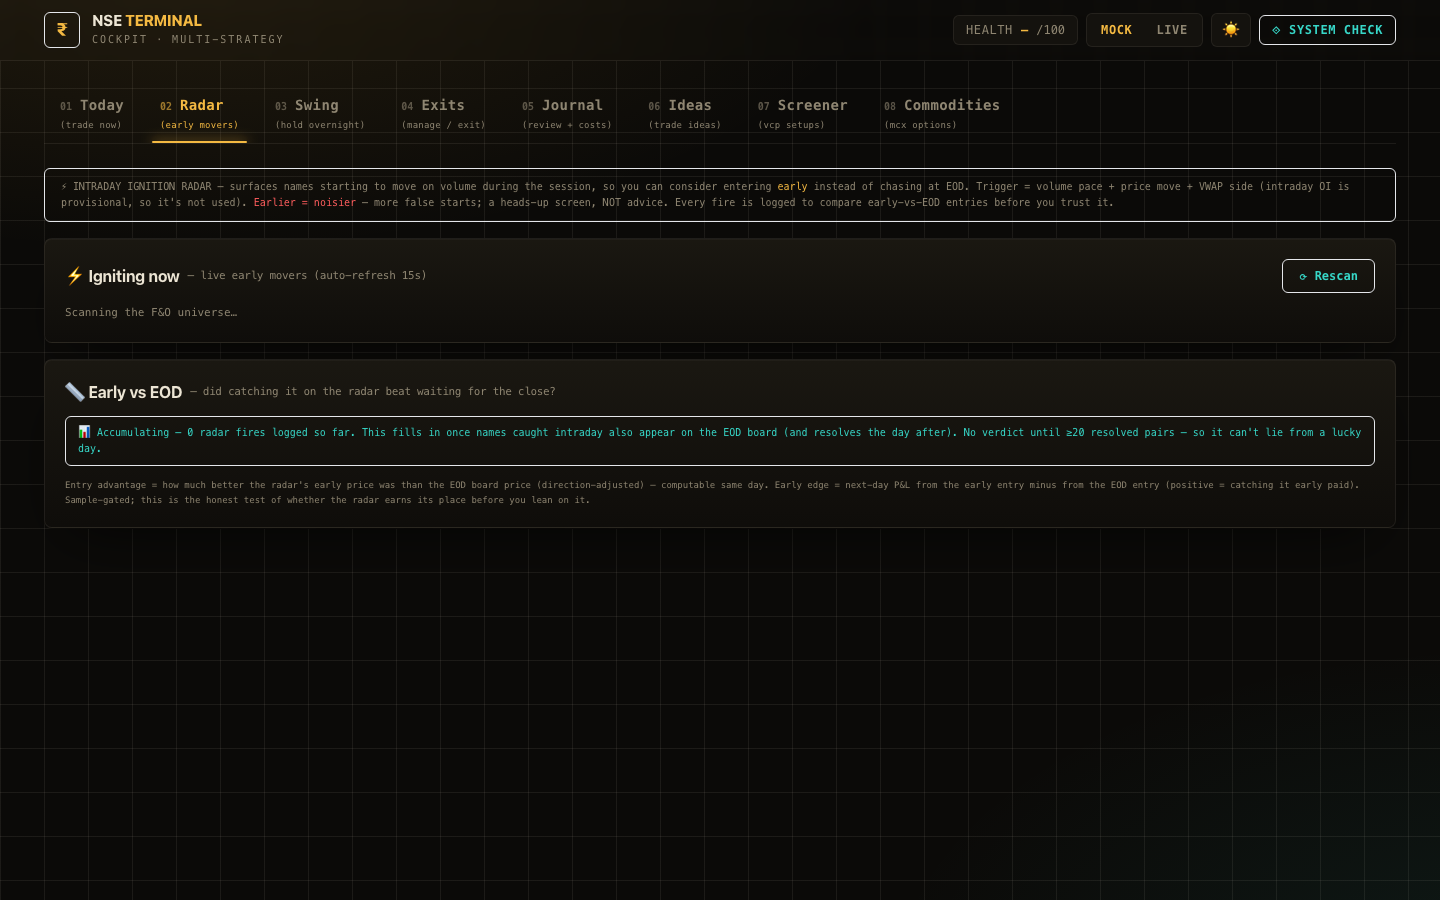 ₹
NSE TERMINAL
COCKPIT · MULTI-STRATEGY
HEALTH — /100
MOCK LIVE
⟐ SYSTEM CHECK
01 Today
(trade now)
02 Radar
(early movers)
03 Swing
(hold overnight)
04 Exits
(manage / exit)
05 Journal
(review + costs)
06 Ideas
(trade ideas)
07 Screener
(vcp setups)
08 Commodities
(mcx options)
⚡ INTRADAY IGNITION RADAR — surfaces names starting to move on volume during the session, so you can consider entering early instead of chasing at EOD. Trigger = volume pace + price move + VWAP side (intraday OI is
provisional, so it's not used). Earlier = noisier — more false starts; a heads-up screen, NOT advice. Every fire is logged to compare early-vs-EOD entries before you trust it.
⚡ Igniting now — live early movers (auto-refresh 15s)
⟳ Rescan
Scanning the F&O universe…
📏 Early vs EOD — did catching it on the radar beat waiting for the close?
📊 Accumulating — 0 radar fires logged so far. This fills in once names caught intraday also appear on the EOD board (and resolves the day after). No verdict until ≥20 resolved pairs — so it can't lie from a lucky
day.
Entry advantage = how much better the radar's early price was than the EOD board price (direction-adjusted) — computable same day. Early edge = next-day P&L from the early entry minus from the EOD entry (positive = catching it early paid).
Sample-gated; this is the honest test of whether the radar earns its place before you lean on it.